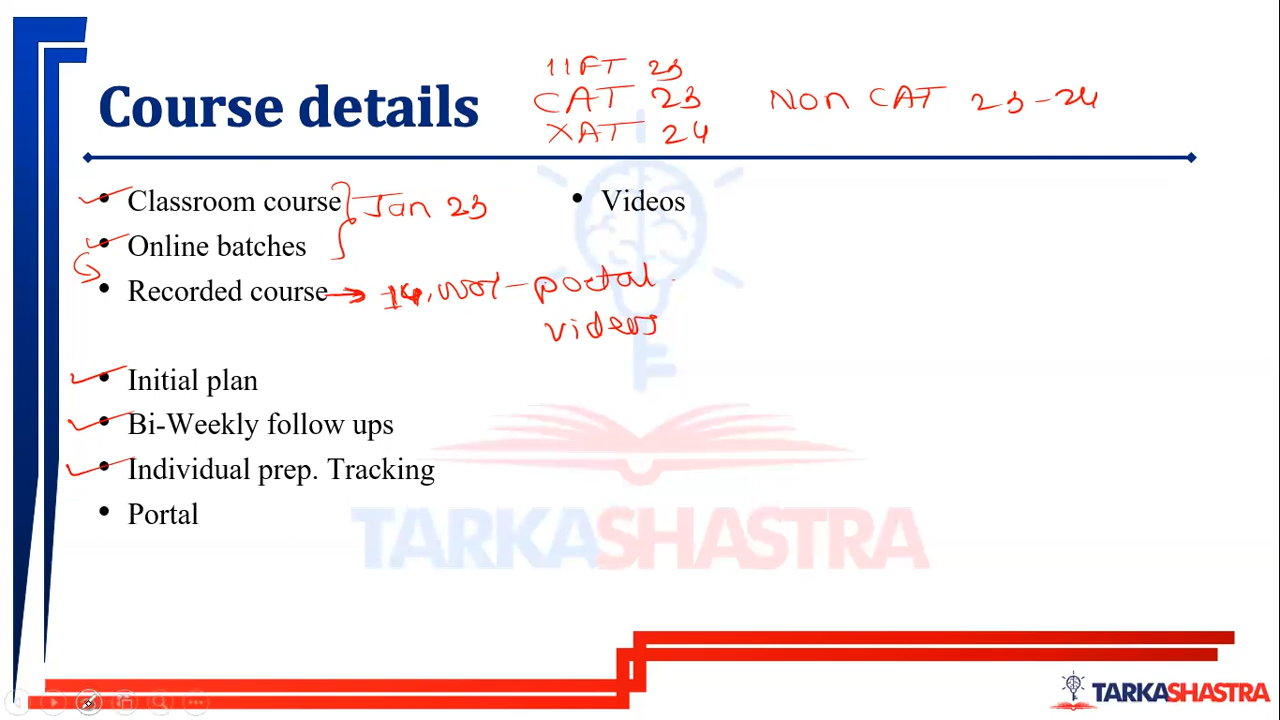 IIFT 23
Course details
CAT 23
NON CAT 23-24
XAT 24
Classroom course
Jan 23
Online batches
Recorded course
portal
videos
Initial plan
Bi-Weekly follow ups
Individual prep. Tracking
Portal
Videos
TARKASHASTRA
TARKASHASTRA